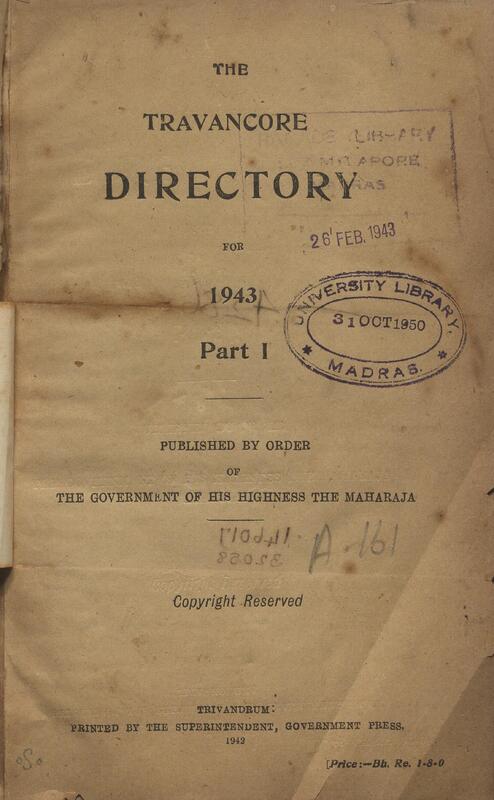 THE
TRAVANCORE
DIRECTORY
LIBRARY
26 FEB. 1943
FOR
1943
UNIVERSITY LIBRARY,
31 OCT 1950
MADRAS.
Part I
PUBLISHED BY ORDER
OF
THE GOVERNMENT OF HIS HIGHNESS THE MAHARAJA
A-161
Copyright Reserved
TRIVANDRUM:
PRINTED BY THE SUPERINTENDENT, GOVERNMENT PRESS,
1942
[Price:—Bh. Re. 1-8-0